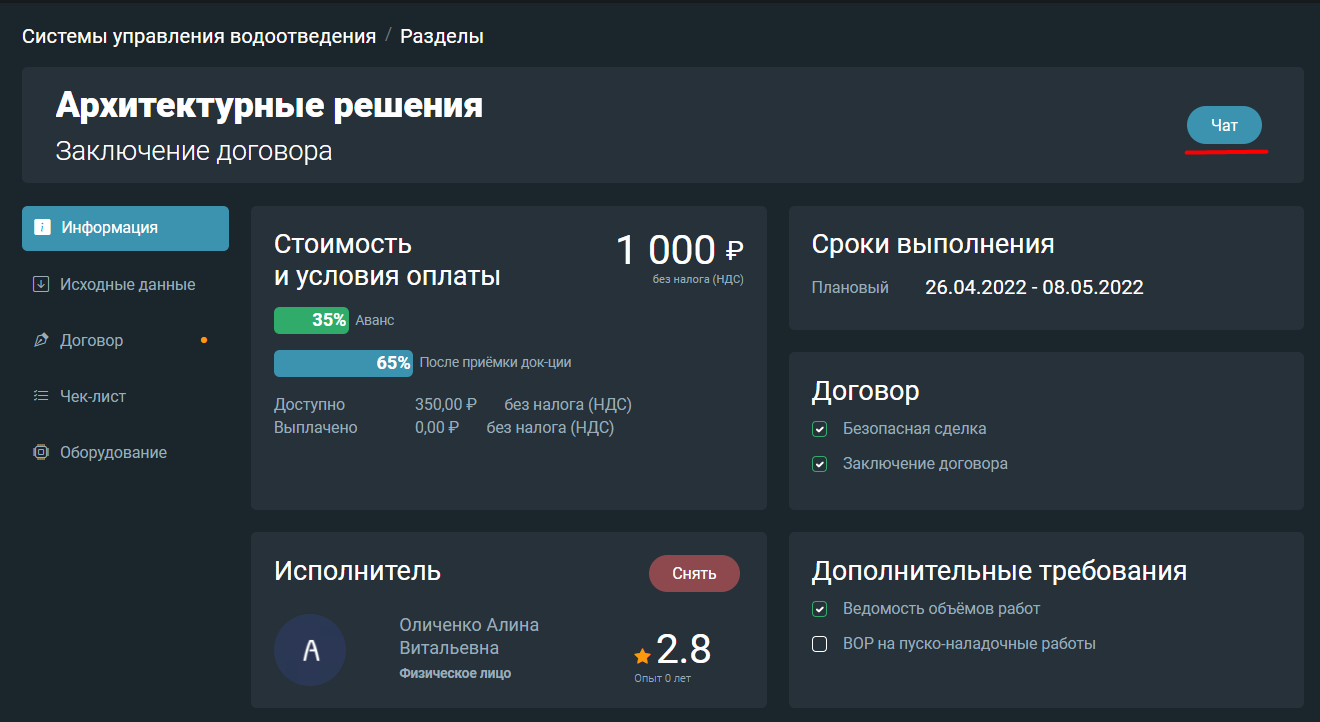 Системы управления водоотведения / Разделы
Архитектурные решения
Заключение договора
Чат
Информация
Исходные данные
Договор
Чек-лист
Оборудование
Стоимость
и условия оплаты
1 000 ₽
без налога (НДС)
35% Аванс
65% После приёмки док-ции
Доступно 350,00 ₽ без налога (НДС)
Выплачено 0,00 ₽ без налога (НДС)
Сроки выполнения
Плановый 26.04.2022 - 08.05.2022
Договор
Безопасная сделка
Заключение договора
Исполнитель
Снять
А
Оличенко Алина
Витальевна
Физическое лицо
2.8
Опыт 0 лет
Дополнительные требования
Ведомость объёмов работ
ВОР на пуско-наладочные работы